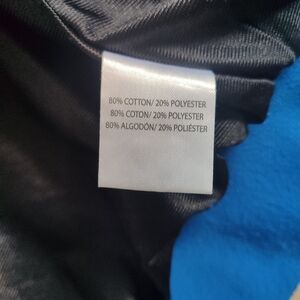 80% COTTON/ 20% POLYESTER
80% COTON/ 20% POLYESTER
80% ALGODÓN/ 20% POLIÉSTER